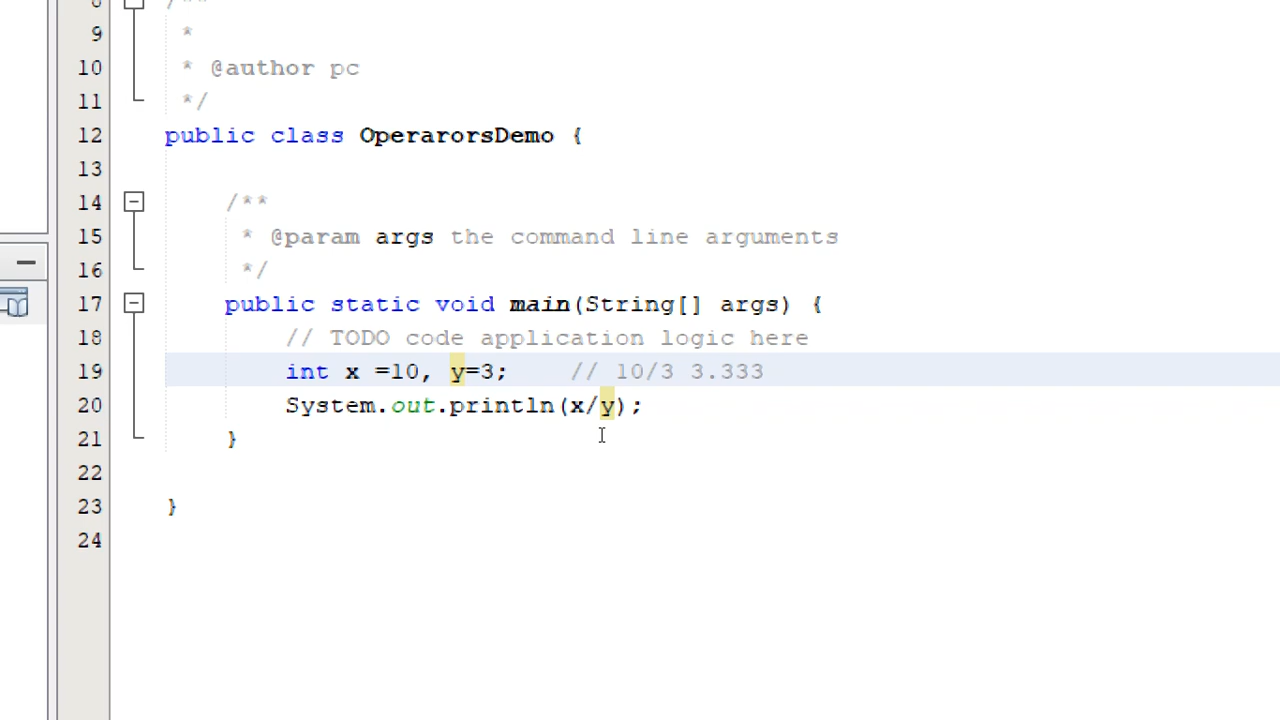 8 /**
9 *
10 * @author pc
11 */
12 public class OperarorsDemo {
13
14 /**
15 * @param args the command line arguments
16 */
17 public static void main(String[] args) {
18 // TODO code application logic here
19 int x =10, y=3; // 10/3 3.333
20 System.out.println(x/y);
21 }
22
23 }
24